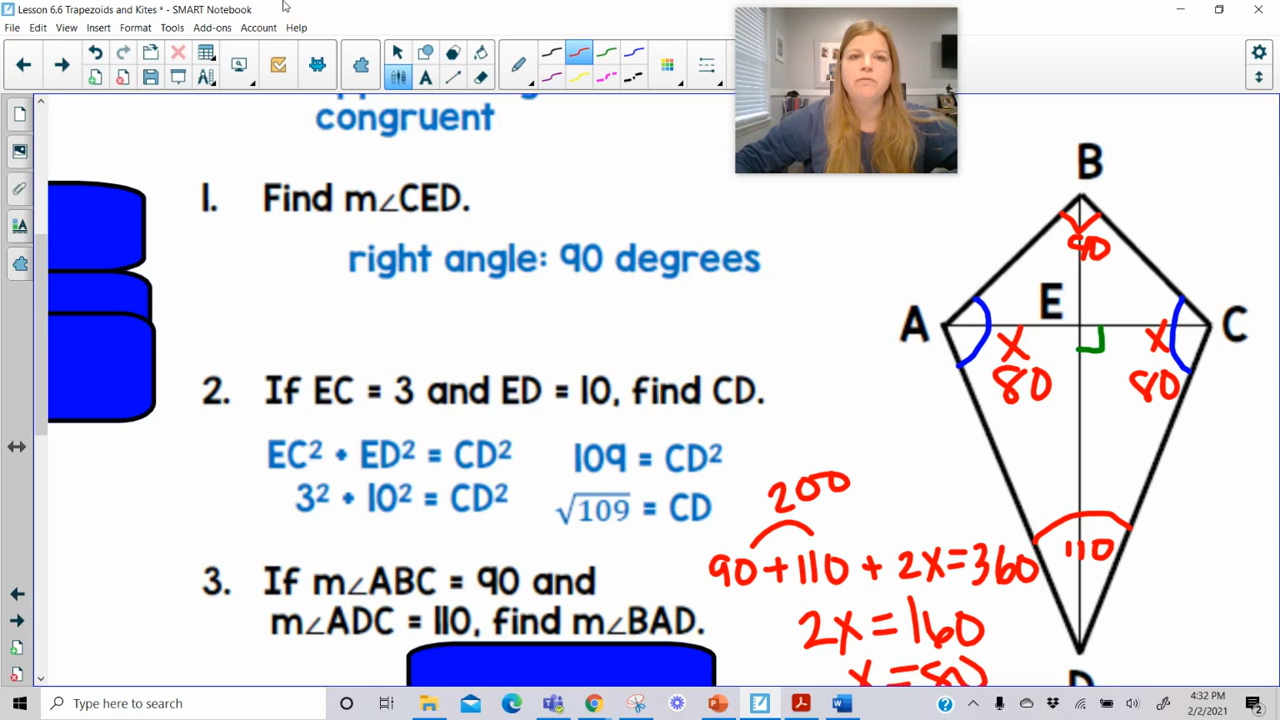 Lesson 6.6 Trapezoids and Kites * - SMART Notebook
File Edit View Insert Format Tools Add-ons Account Help
congruent
1. Find m∠CED.
right angle: 90 degrees
2. If EC = 3 and ED = 10, find CD.
EC² + ED² = CD²
3² + 10² = CD²
109 = CD²
√109 = CD
3. If m∠ABC = 90 and
m∠ADC = 110, find m∠BAD.
200
90+110+2x=360
2x=160
x=80
B
90
A
E
C
x
80
x
80
110
D
Type here to search
4:32 PM
2/2/2021
2